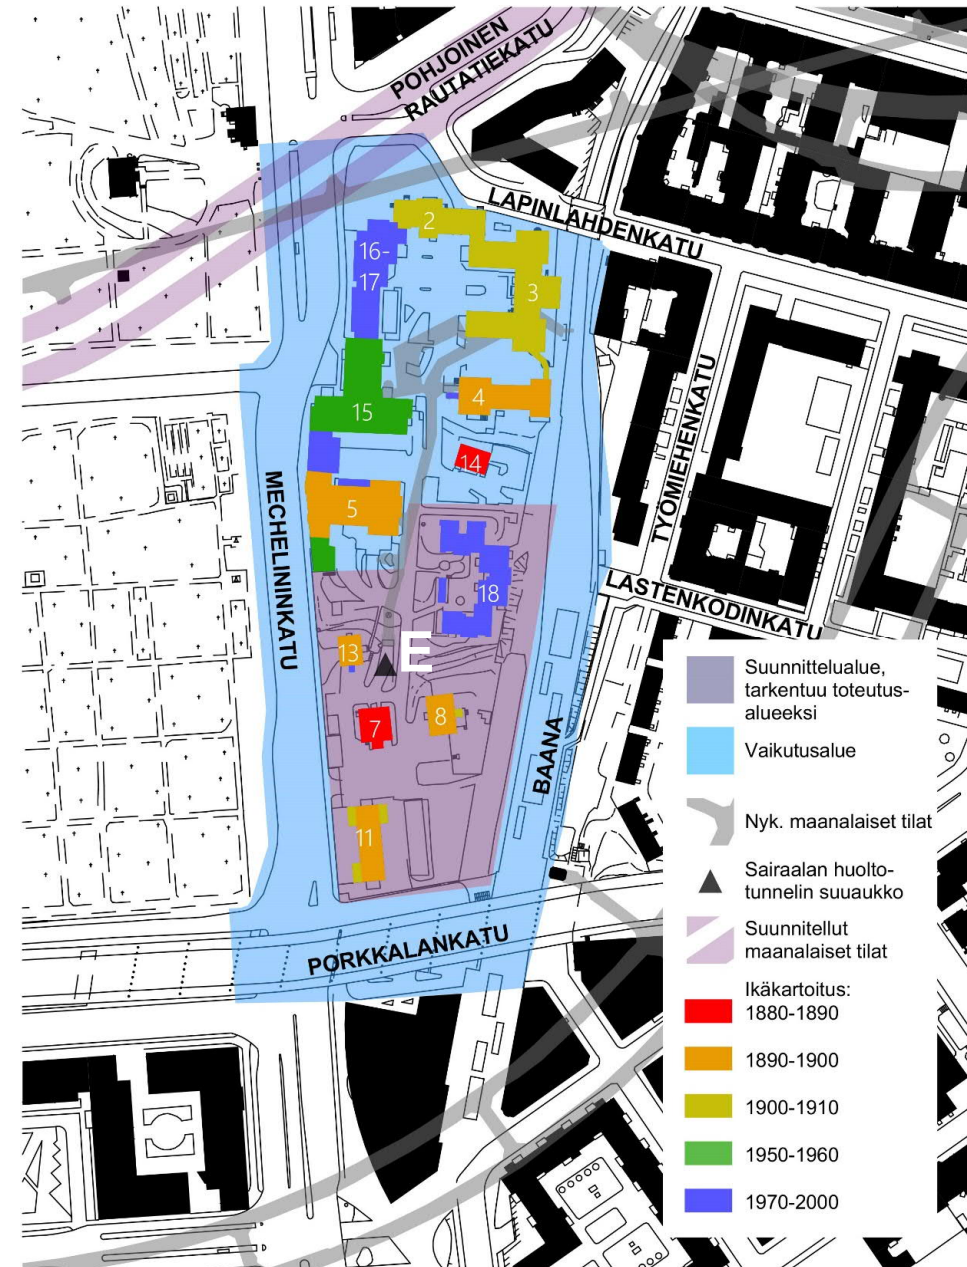 POHJOINEN
RAUTATIEKATU
LAPINLAHDENKATU
2
16-
17
3
4
15
14
5
TYÖMIEHENKATU
MECHELININKATU
18
LASTENKODINKATU
13
E
7
8
BAANA
11
PORKKALANKATU
Suunnittelualue,
tarkentuu toteutus-
alueeksi
Vaikutusalue
Nyk. maanalaiset tilat
Sairaalan huolto-
tunnelin suuaukko
Suunnitellut
maanalaiset tilat
Ikäkartoitus:
1880-1890
1890-1900
1900-1910
1950-1960
1970-2000